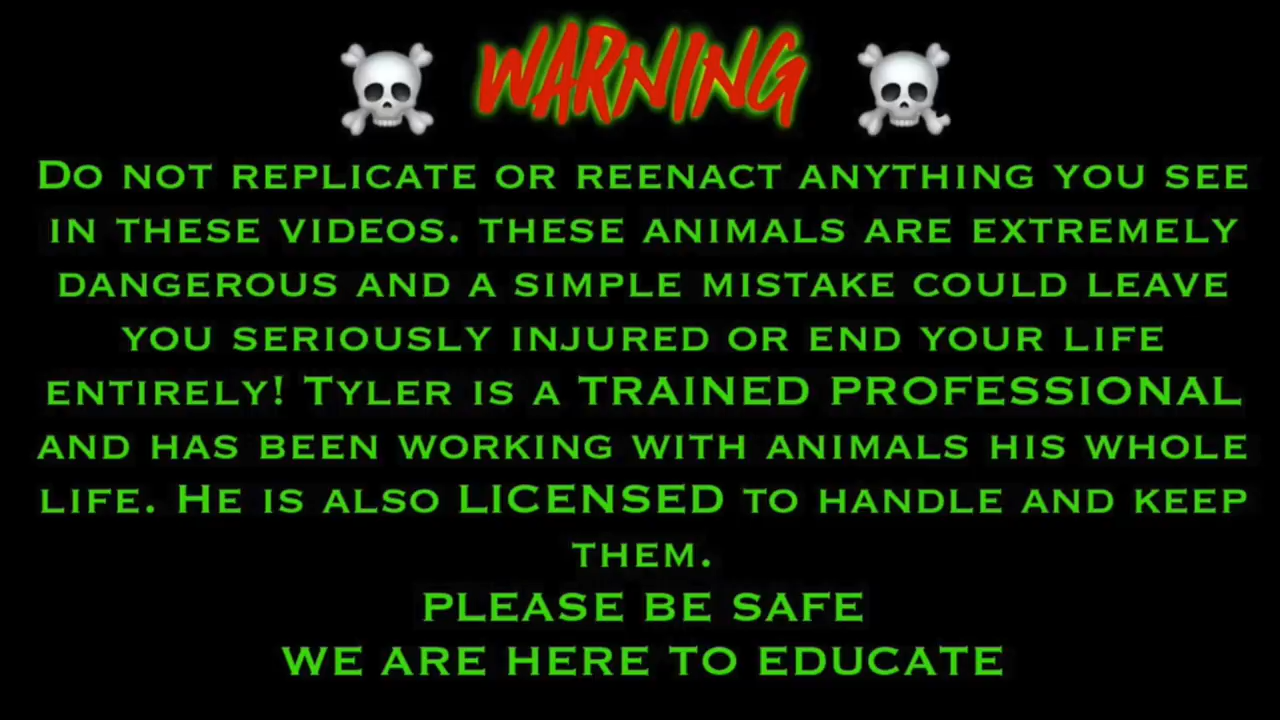 WARNING
Do not replicate or reenact anything you see
in these videos. these animals are extremely
dangerous and a simple mistake could leave
you seriously injured or end your life
entirely! Tyler is a TRAINED PROFESSIONAL
and has been working with animals his whole
life. He is also LICENSED to handle and keep
them.
PLEASE BE SAFE
WE ARE HERE TO EDUCATE